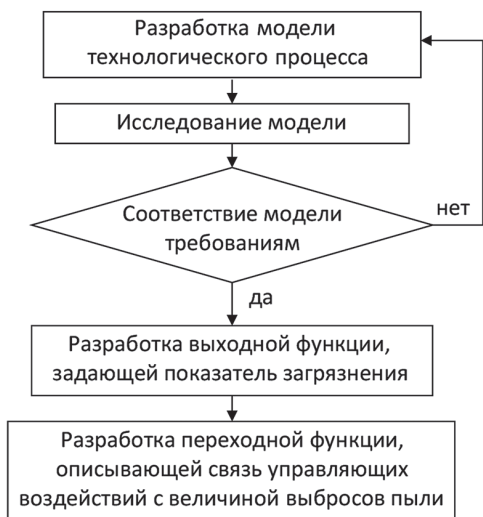 Разработка модели
технологического процесса
Исследование модели
Соответствие модели
требованиям
нет
да
Разработка выходной функции,
задающей показатель загрязнения
Разработка переходной функции,
описывающей связь управляющих
воздействий с величиной выбросов пыли